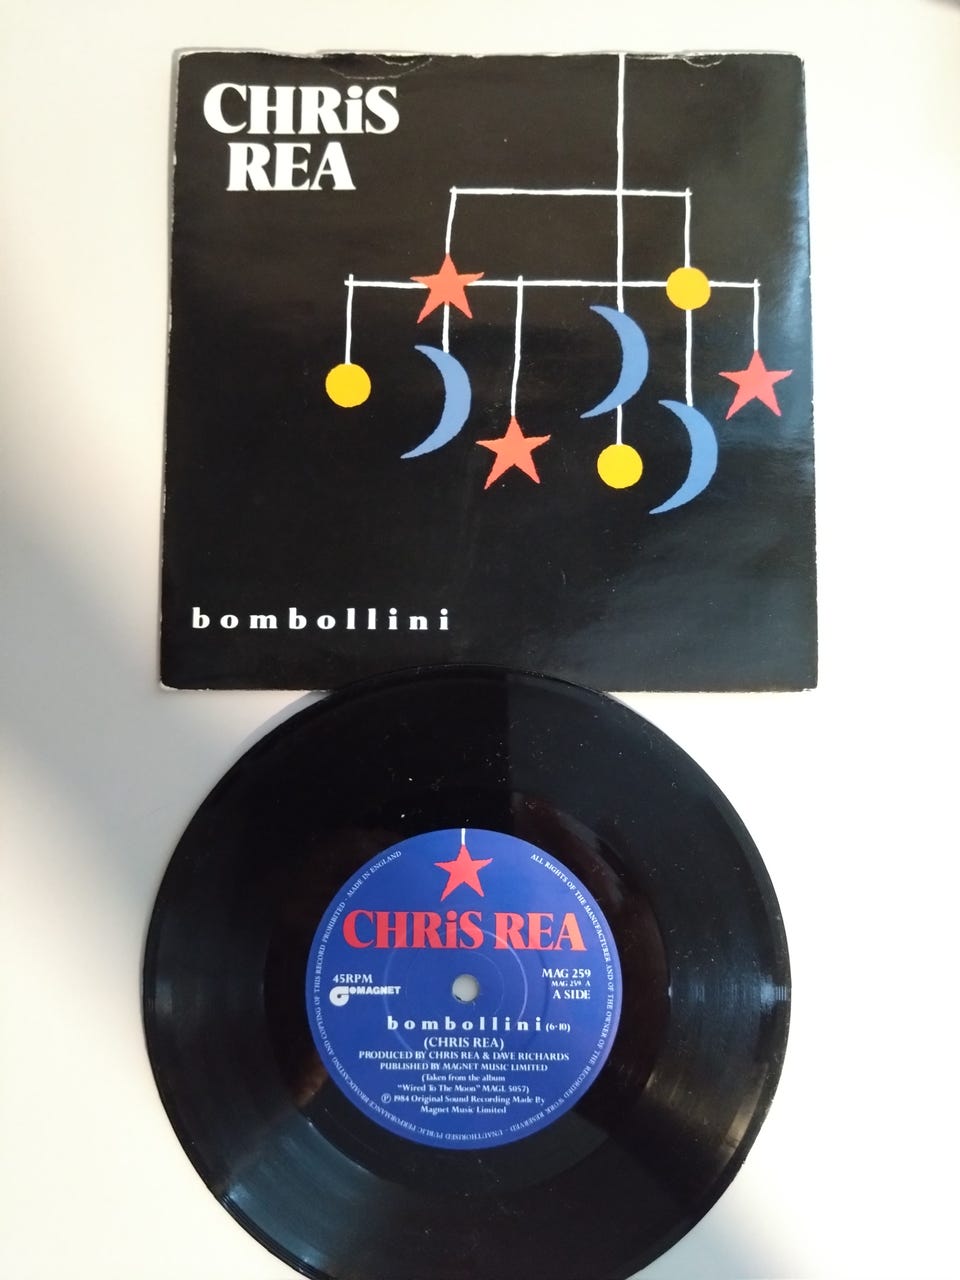 CHRiS
REA
bombollini
ALL RIGHTS OF THE MANUFACTURER AND OF THE OWNER OF THE RECORDED WORK RESERVED - UNAUTHORISED PUBLIC PERFORMANCE, BROADCASTING AND COPYING OF THIS RECORD PROHIBITED - MADE IN ENGLAND
CHRiS REA
45RPM
MAGNET
MAG 259
MAG 259 A
A SIDE
bombollini (6·10)
(CHRIS REA)
PRODUCED BY CHRIS REA & DAVE RICHARDS
PUBLISHED BY MAGNET MUSIC LIMITED
(Taken from the album
"Wired To The Moon" MAGL 5057)
℗ 1984 Original Sound Recording Made By
Magnet Music Limited